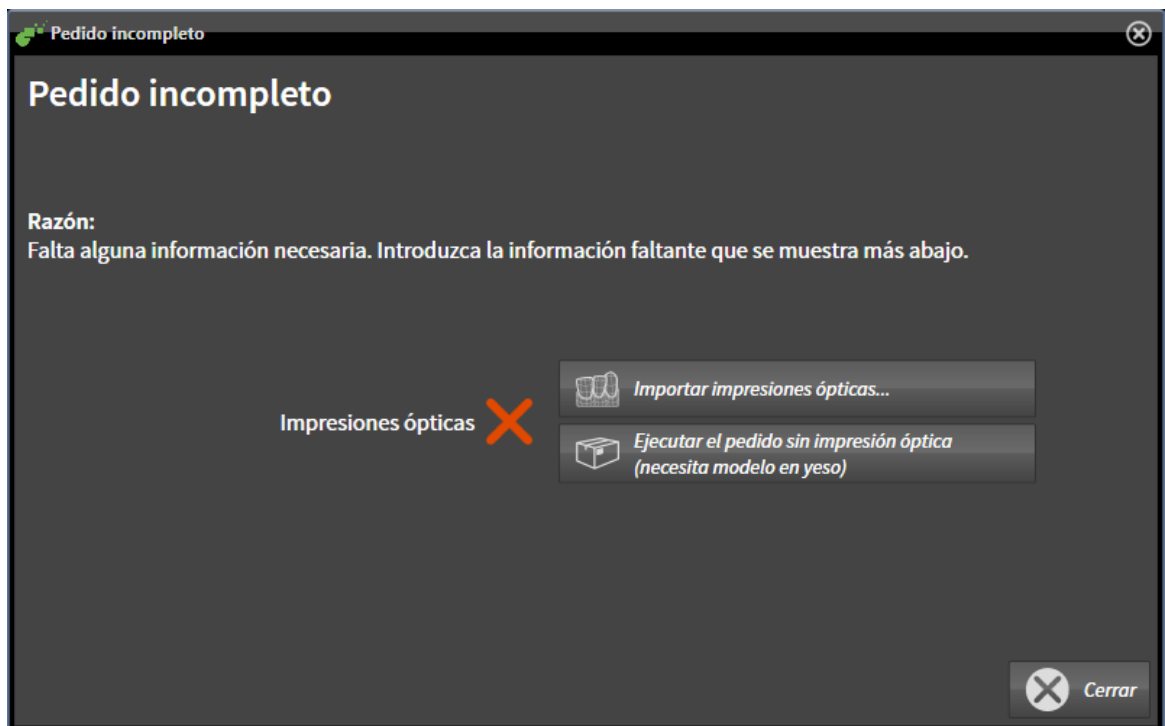 Pedido incompleto
Pedido incompleto
Razón:
Falta alguna información necesaria. Introduzca la información faltante que se muestra más abajo.
Impresiones ópticas
Importar impresiones ópticas...
Ejecutar el pedido sin impresión óptica
(necesita modelo en yeso)
Cerrar